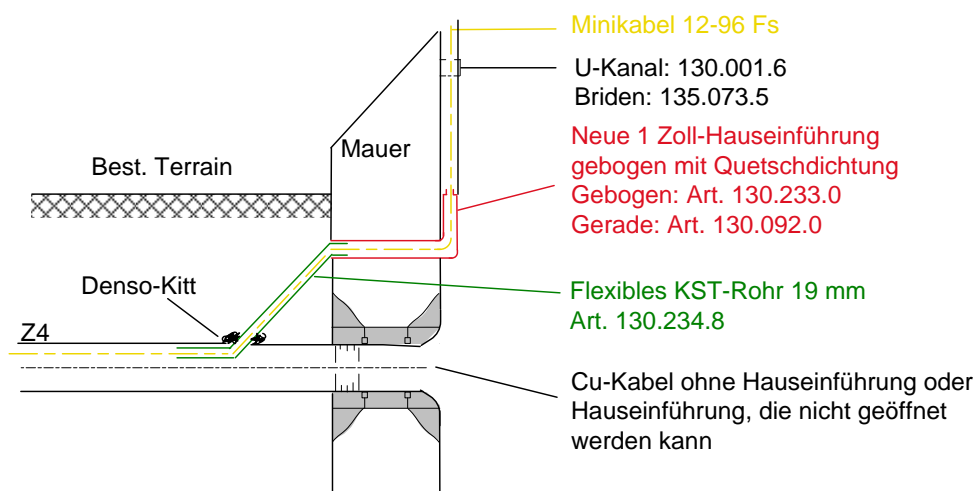 Minikabel 12-96 Fs
U-Kanal: 130.001.6
Briden: 135.073.5
Mauer
Best. Terrain
Neue 1 Zoll-Hauseinführung
gebogen mit Quetschdichtung
Gebogen: Art. 130.233.0
Gerade: Art. 130.092.0
Denso-Kitt
Flexibles KST-Rohr 19 mm
Art. 130.234.8
Z4
Cu-Kabel ohne Hauseinführung oder
Hauseinführung, die nicht geöffnet
werden kann